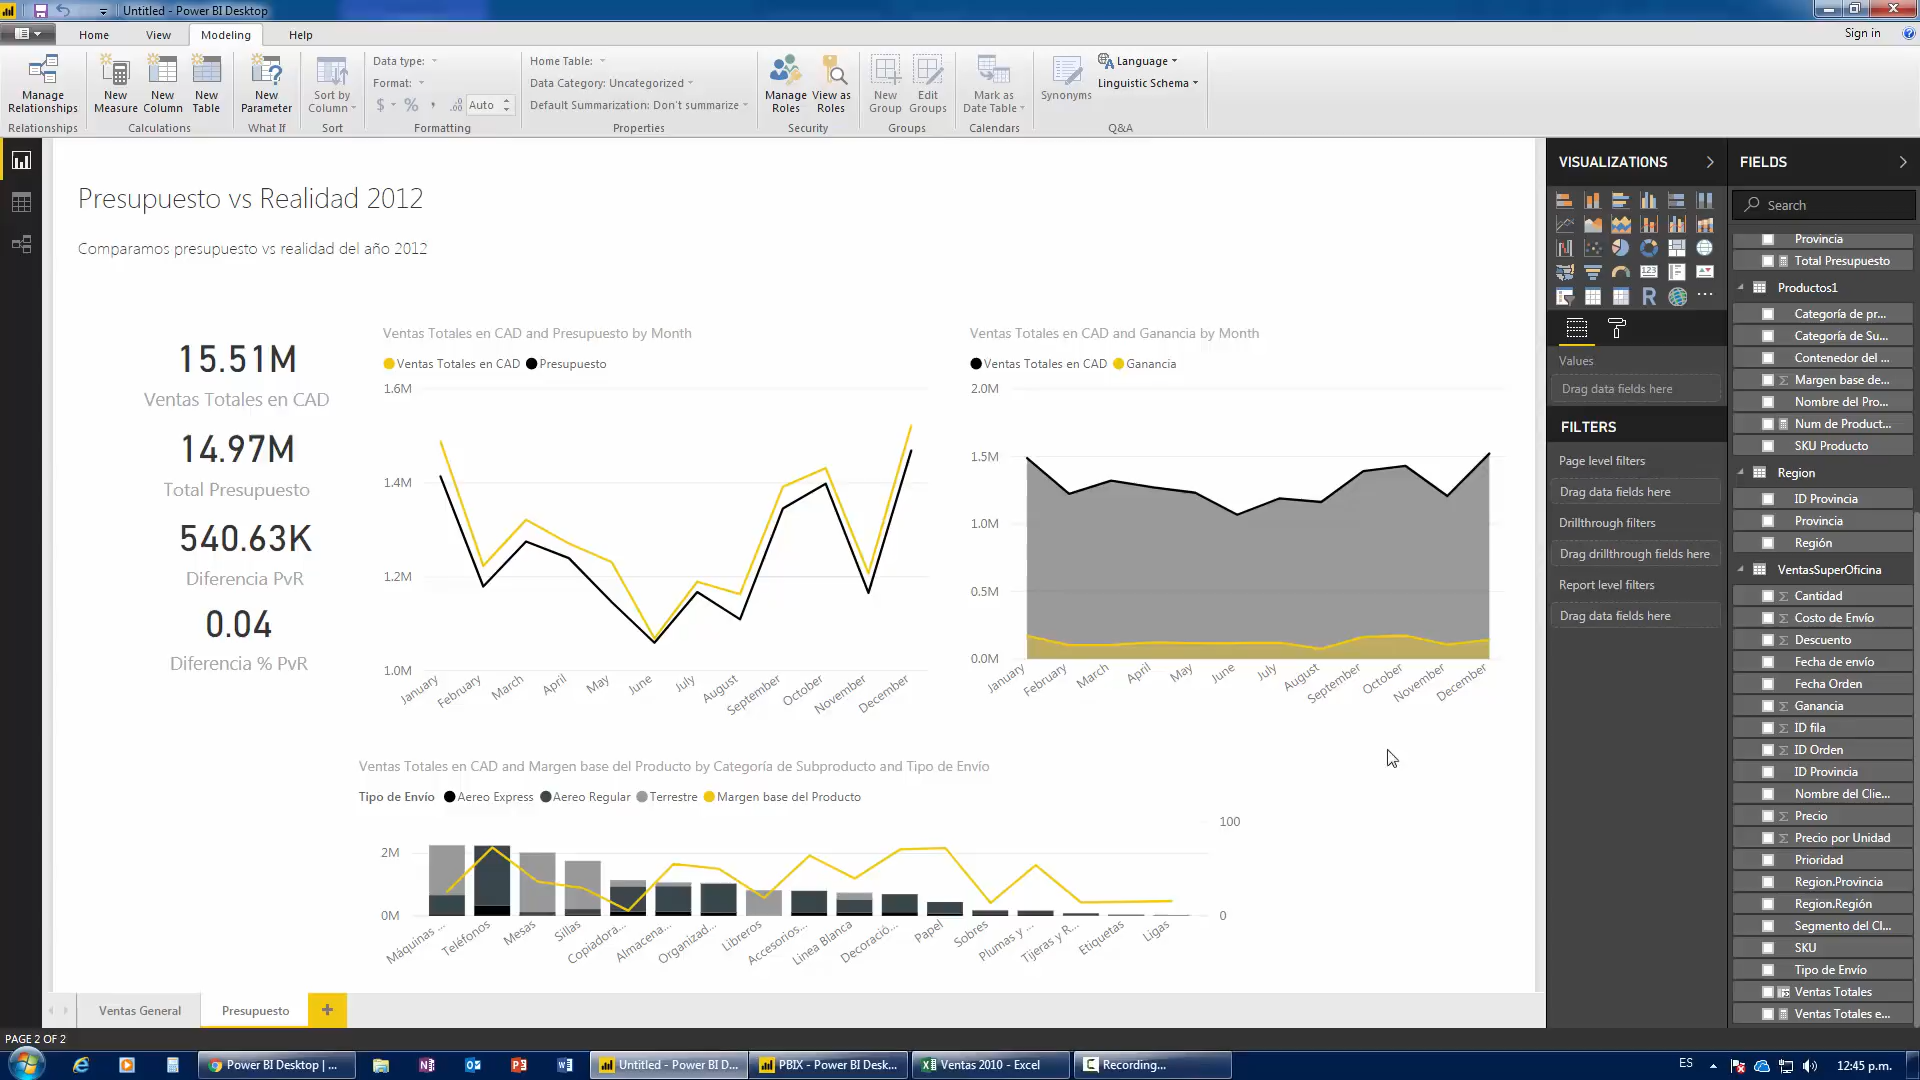 Untitled - Power BI Desktop
Home
View
Modeling
Help
Sign in
Manage Relationships
New Measure
New Column
New Table
New Parameter
Sort by Column
Data type:
Format:
$ % , Auto
Home Table:
Data Category: Uncategorized
Default Summarization: Don't summarize
Manage Roles
View as Roles
New Group
Edit Groups
Mark as Date Table
Synonyms
Language
Linguistic Schema
Relationships
Calculations
What If
Sort
Formatting
Properties
Security
Groups
Calendars
Q&A
Presupuesto vs Realidad 2012
Comparamos presupuesto vs realidad del año 2012
15.51M
Ventas Totales en CAD
14.97M
Total Presupuesto
540.63K
Diferencia PvR
0.04
Diferencia % PvR
Ventas Totales en CAD and Presupuesto by Month
Ventas Totales en CAD Presupuesto
1.6M
1.4M
1.2M
1.0M
January February March April May June July August September October November December
Ventas Totales en CAD and Ganancia by Month
Ventas Totales en CAD Ganancia
2.0M
1.5M
1.0M
0.5M
0.0M
January February March April May June July August September October November December
Ventas Totales en CAD and Margen base del Producto by Categoría de Subproducto and Tipo de Envío
Tipo de Envío Aereo Express Aereo Regular Terrestre Margen base del Producto
2M
0M
100
0
Máquinas ... Teléfonos Mesas Sillas Copiadora... Almacena... Organizad... Libreros Accesorios... Linea Blanca Decoració... Papel Sobres Plumas y ... Tijeras y R... Etiquetas Ligas
VISUALIZATIONS
Values
Drag data fields here
FILTERS
Page level filters
Drag data fields here
Drillthrough filters
Drag drillthrough fields here
Report level filters
Drag data fields here
FIELDS
Search
Provincia
Total Presupuesto
Productos1
Categoría de pr...
Categoría de Su...
Contenedor del ...
Margen base de...
Nombre del Pro...
Num de Product...
SKU Producto
Region
ID Provincia
Provincia
Región
VentasSuperOficina
Cantidad
Costo de Envío
Descuento
Fecha de envío
Fecha Orden
Ganancia
ID fila
ID Orden
ID Provincia
Nombre del Clie...
Precio
Precio por Unidad
Prioridad
Region.Provincia
Region.Región
Segmento del Cl...
SKU
Tipo de Envío
Ventas Totales
Ventas Totales e...
Ventas General
Presupuesto
PAGE 2 OF 2
Power BI Desktop | ...
Untitled - Power BI D...
PBIX - Power BI Desk...
Ventas 2010 - Excel
Recording...
ES
12:45 p.m.